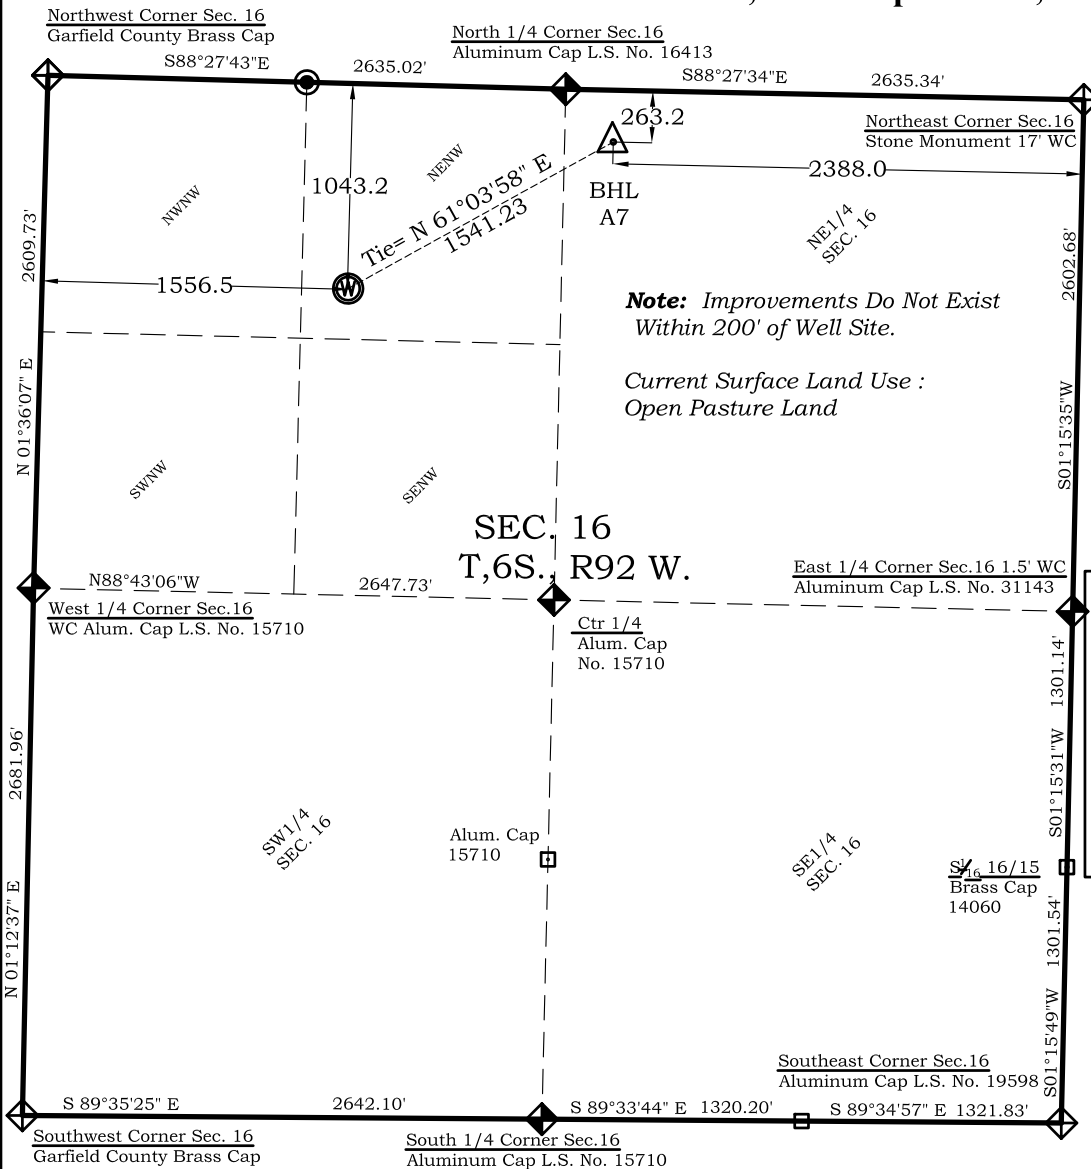 Northwest Corner Sec. 16
Garfield County Brass Cap
North 1/4 Corner Sec.16
Aluminum Cap L.S. No. 16413
S88°27'43"E
2635.02'
S88°27'34"E
2635.34'
263.2
Northeast Corner Sec.16
Stone Monument 17' WC
2388.0
BHL
A7
NENW
1043.2
NWNW
Tie= N 61°03'58" E
1541.23
NE1/4
SEC. 16
2609.73'
2602.68'
1556.5
W
Note: Improvements Do Not Exist
Within 200' of Well Site.
Current Surface Land Use :
Open Pasture Land
N 01°36'07" E
S01°15'35"W
SWNW
SENW
SEC. 16
T,6S., R92 W.
N88°43'06"W
2647.73'
East 1/4 Corner Sec.16 1.5' WC
Aluminum Cap L.S. No. 31143
West 1/4 Corner Sec.16
WC Alum. Cap L.S. No. 15710
Ctr 1/4
Alum. Cap
No. 15710
1301.14'
2681.96'
S01°15'31"W
SW1/4
SEC. 16
Alum. Cap
15710
SE1/4
SEC. 16
S1/16 16/15
Brass Cap
14060
N 01°12'37" E
1301.54'
S01°15'49"W
Southeast Corner Sec.16
Aluminum Cap L.S. No. 19598
S 89°35'25" E
2642.10'
S 89°33'44" E
1320.20'
S 89°34'57" E
1321.83'
Southwest Corner Sec. 16
Garfield County Brass Cap
South 1/4 Corner Sec.16
Aluminum Cap L.S. No. 15710